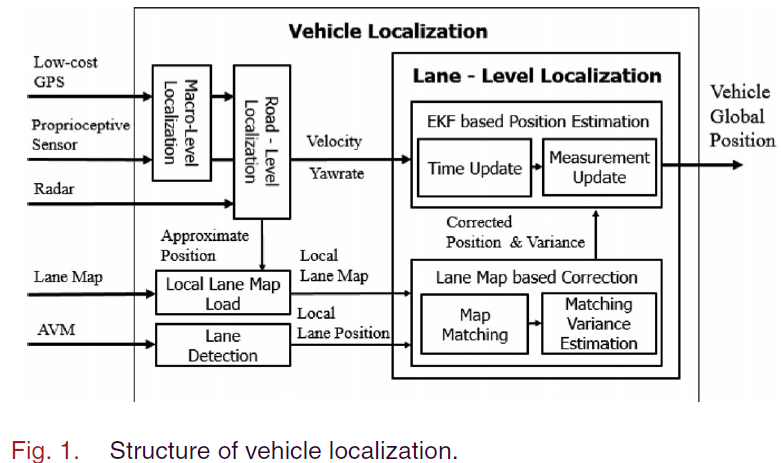 Vehicle Localization
Low-cost
GPS
Proprioceptive
Sensor
Radar
Lane Map
AVM
Macro-Level
Localization
Road - Level
Localization
Velocity
Yawrate
Approximate
Position
Local Lane Map
Load
Lane
Detection
Local
Lane Map
Local
Lane Position
Lane - Level Localization
EKF based Position Estimation
Time Update
Measurement
Update
Corrected
Position & Variance
Lane Map based Correction
Map
Matching
Matching
Variance
Estimation
Vehicle
Global
Position
Fig. 1. Structure of vehicle localization.